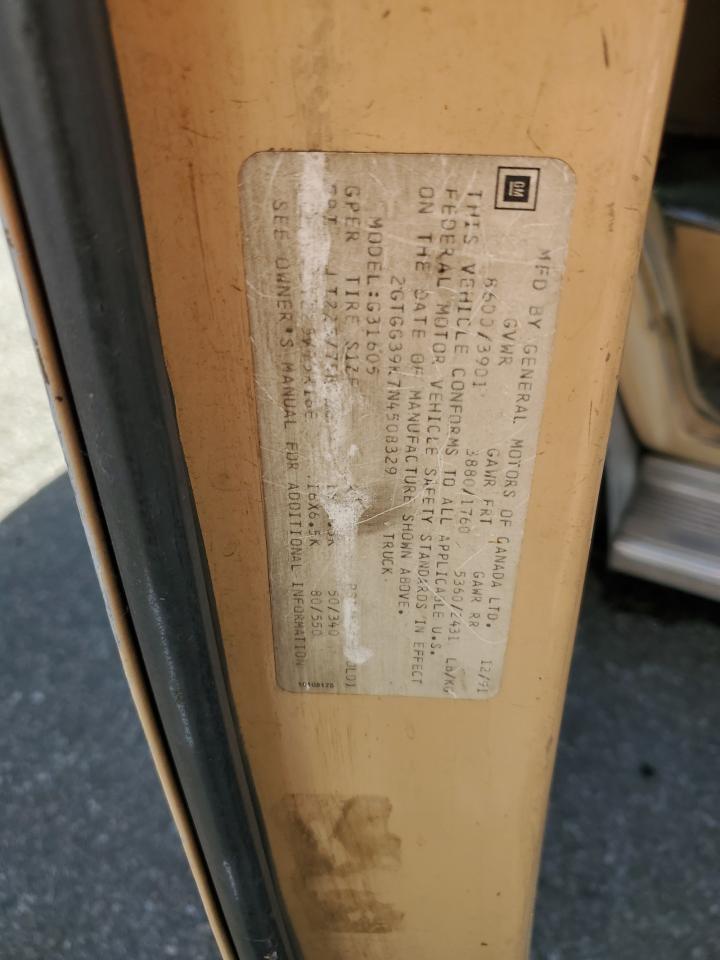 GM
MFD BY GENERAL MOTORS OF CANADA LTD.
12/91
GVWR GAWR FRT GAWR RR
8600/3901 3880/1760 5360/2431 LB/KG
THIS VEHICLE CONFORMS TO ALL APPLICABLE U.S.
FEDERAL MOTOR VEHICLE SAFETY STANDARDS IN EFFECT
ON THE DATE OF MANUFACTURE SHOWN ABOVE.
2GTGG39K7N4508329 TRUCK
MODEL:G31605
TIRE SIZE
50/340
16X6.5K 80/550
SEE OWNER'S MANUAL FOR ADDITIONAL INFORMATION